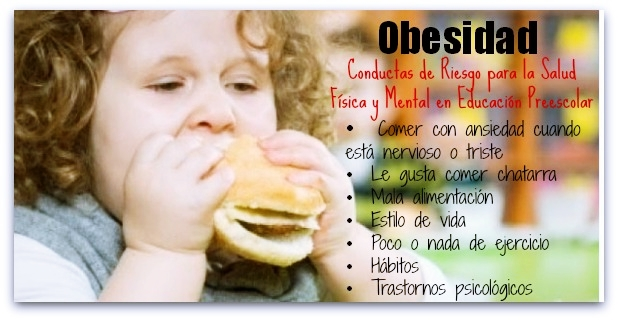 Obesidad
Conductas de Riesgo para la Salud
Física y Mental en Educación Preescolar
• Comer con ansiedad cuando
está nervioso o triste
• Le gusta comer chatarra
• Mala alimentación
• Estilo de vida
• Poco o nada de ejercicio
• Hábitos
• Trastornos psicológicos